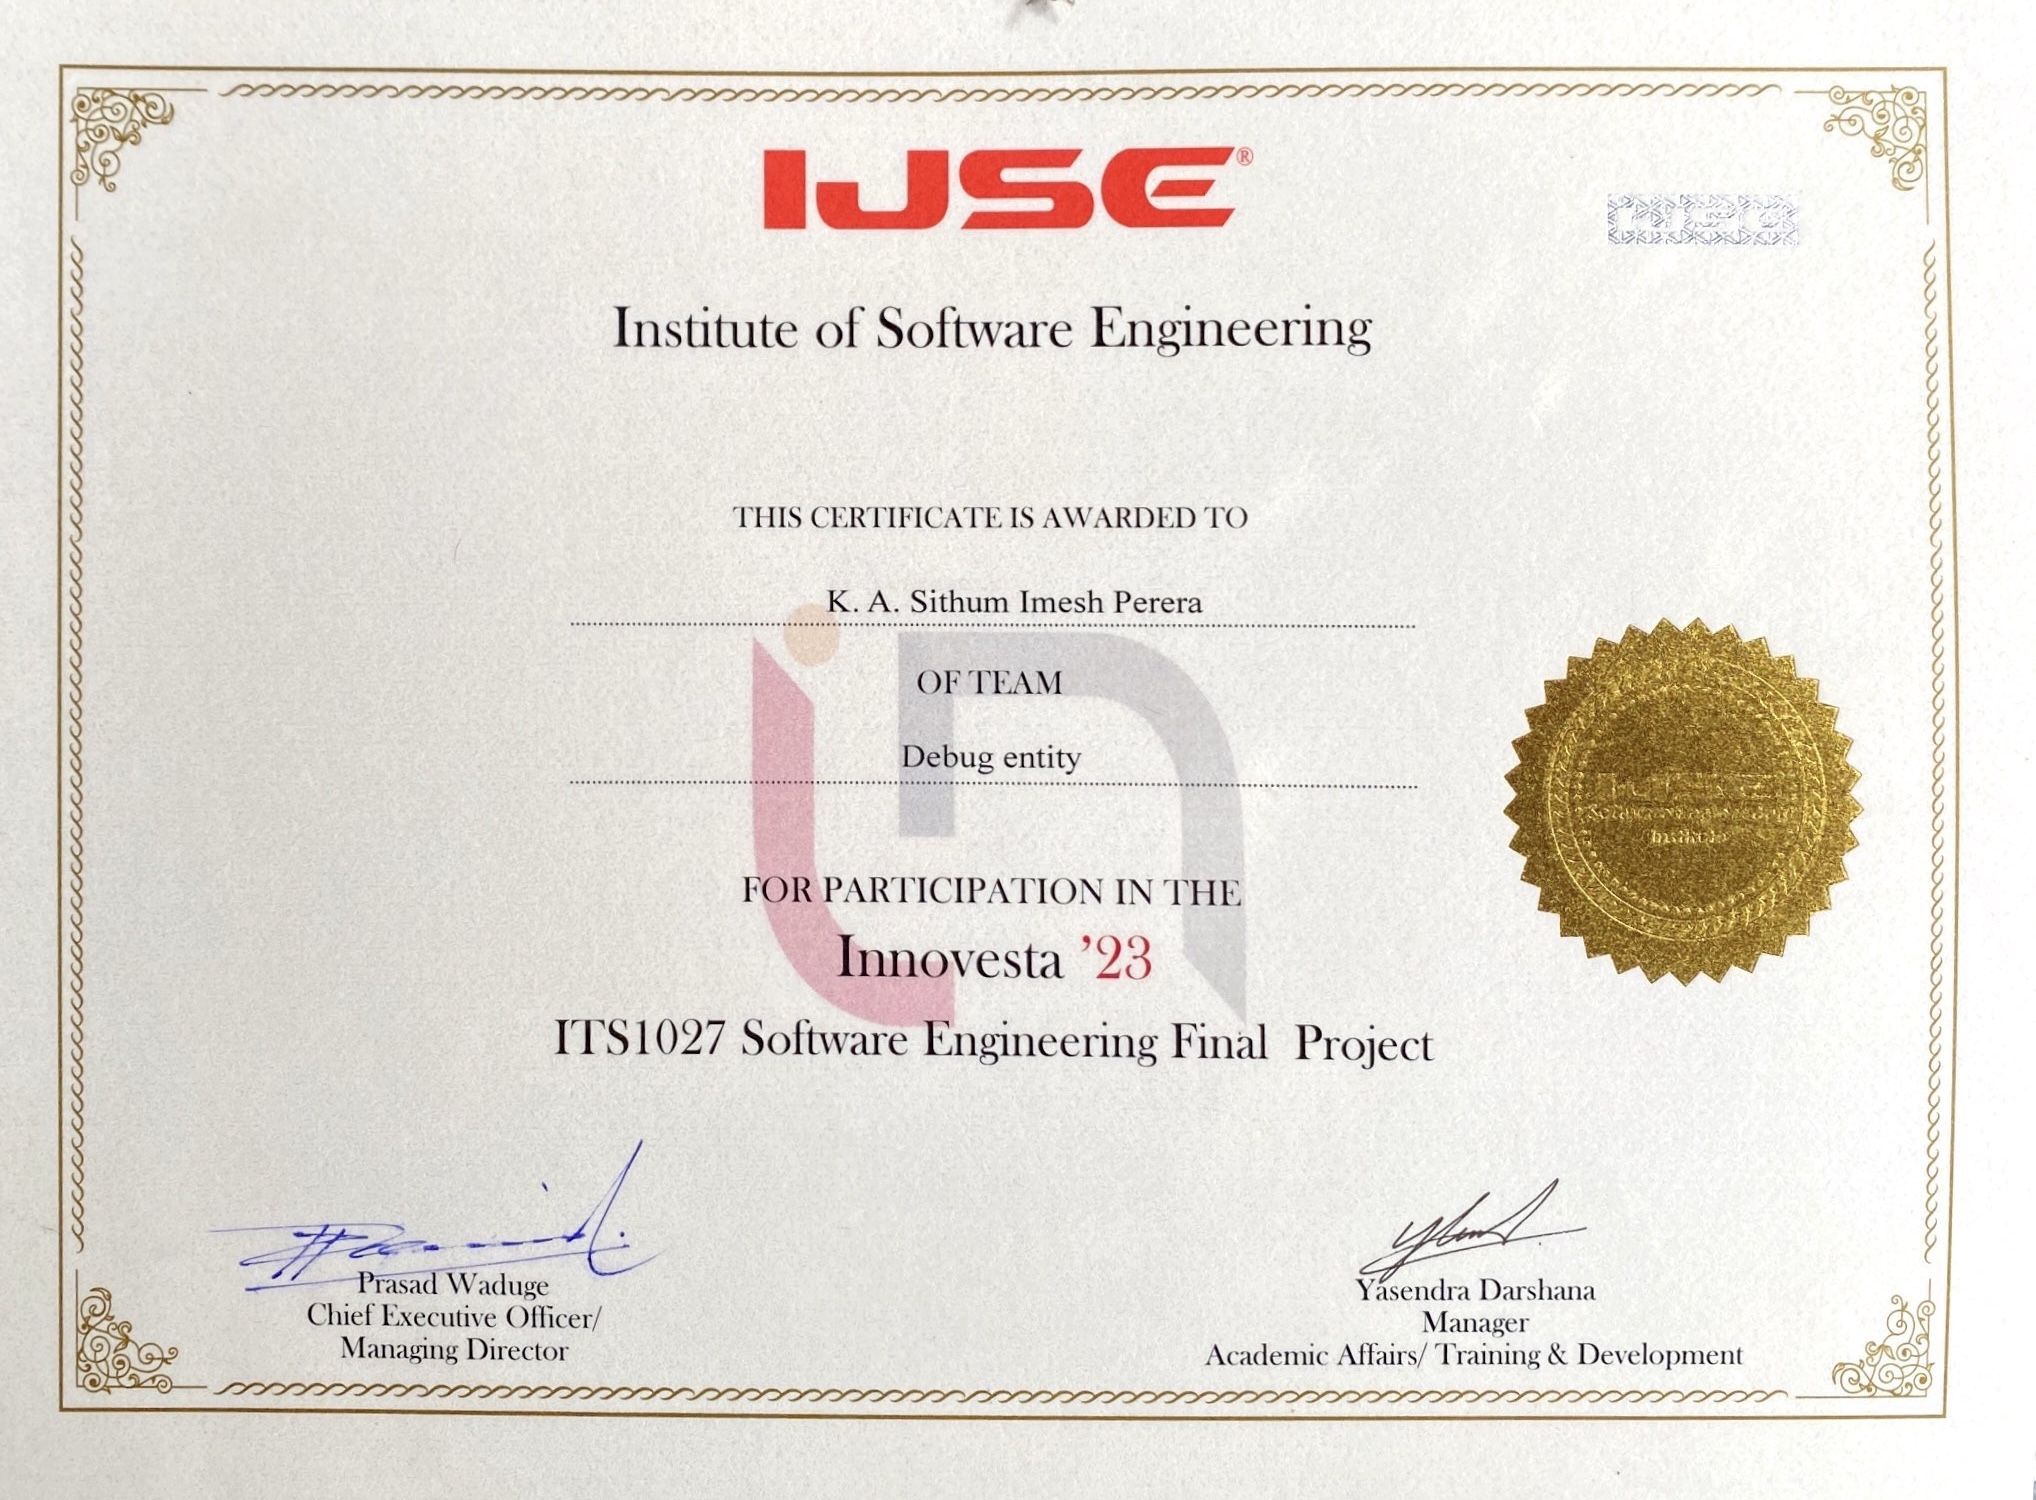 IJSE®
Institute of Software Engineering
THIS CERTIFICATE IS AWARDED TO
K. A. Sithum Imesh Perera
OF TEAM
Debug entity
FOR PARTICIPATION IN THE
Innovesta ’23
ITS1027 Software Engineering Final Project
Prasad Waduge
Chief Executive Officer/
Managing Director
Yasendra Darshana
Manager
Academic Affairs/ Training & Development